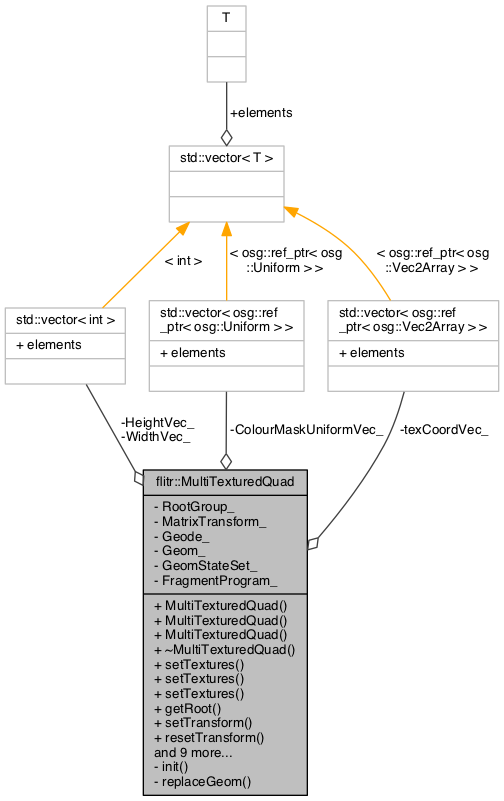 T
+elements
std::vector< T >
< int >
< osg::ref_ptr< osg
::Uniform > >
< osg::ref_ptr< osg
::Vec2Array > >
std::vector< int >
+ elements
std::vector< osg::ref
_ptr< osg::Uniform > >
+ elements
std::vector< osg::ref
_ptr< osg::Vec2Array > >
+ elements
-HeightVec_
-WidthVec_
-ColourMaskUniformVec_
-texCoordVec_
flitr::MultiTexturedQuad
- RootGroup_
- MatrixTransform_
- Geode_
- Geom_
- GeomStateSet_
- FragmentProgram_
+ MultiTexturedQuad()
+ MultiTexturedQuad()
+ MultiTexturedQuad()
+ ~MultiTexturedQuad()
+ setTextures()
+ setTextures()
+ setTextures()
+ getRoot()
+ setTransform()
+ resetTransform()
and 9 more...
- init()
- replaceGeom()